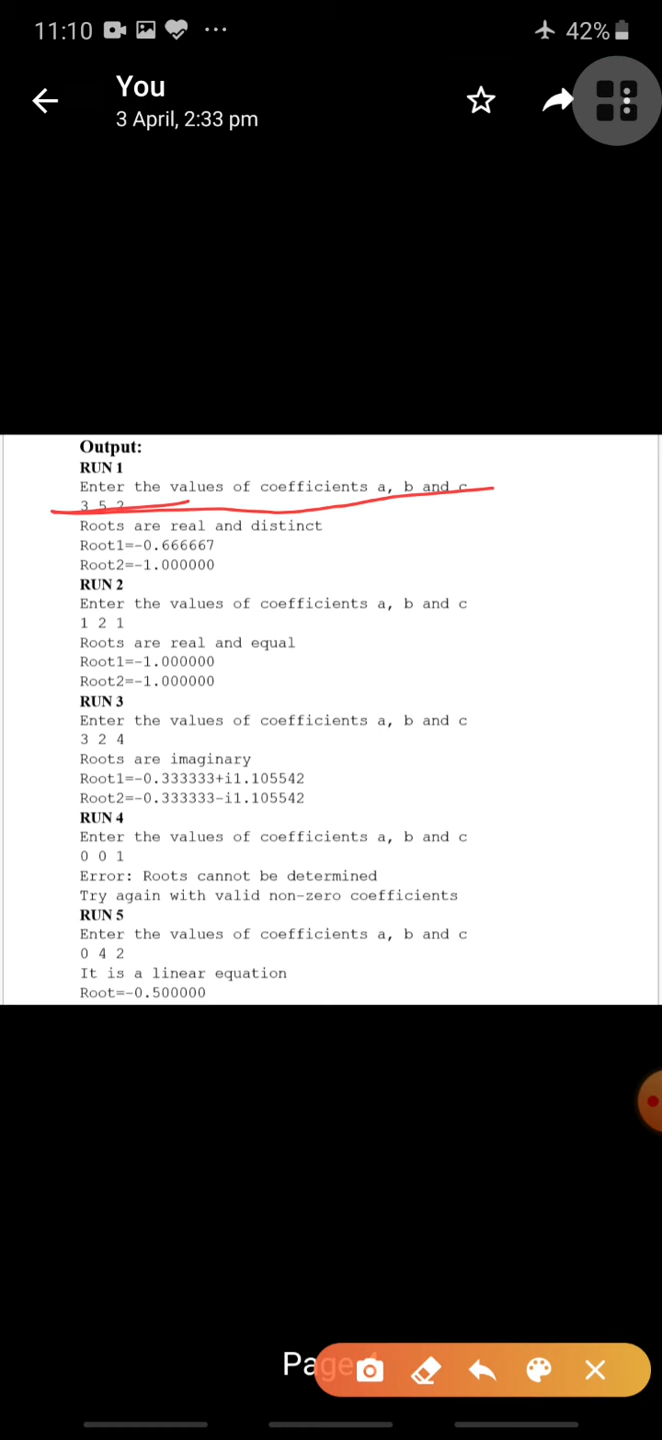 11:10
42%
You
3 April, 2:33 pm
Output:
RUN 1
Enter the values of coefficients a, b and c
3 5 2
Roots are real and distinct
Root1=-0.666667
Root2=-1.000000
RUN 2
Enter the values of coefficients a, b and c
1 2 1
Roots are real and equal
Root1=-1.000000
Root2=-1.000000
RUN 3
Enter the values of coefficients a, b and c
3 2 4
Roots are imaginary
Root1=-0.333333+i1.105542
Root2=-0.333333-i1.105542
RUN 4
Enter the values of coefficients a, b and c
0 0 1
Error: Roots cannot be determined
Try again with valid non-zero coefficients
RUN 5
Enter the values of coefficients a, b and c
0 4 2
It is a linear equation
Root=-0.500000
Page